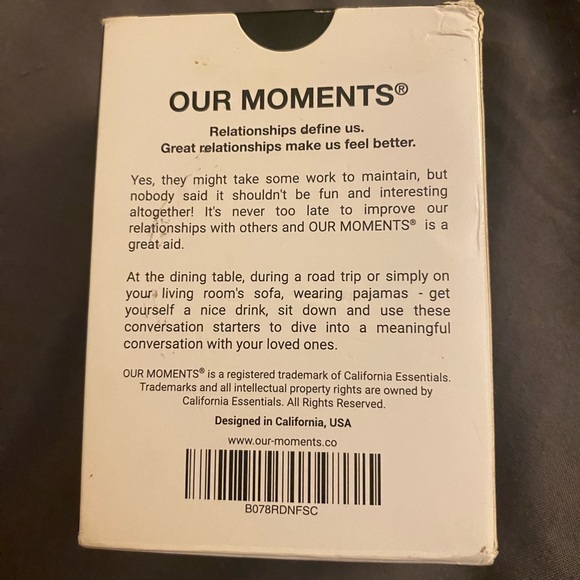 OUR MOMENTS®
Relationships define us.
Great relationships make us feel better.
Yes, they might take some work to maintain, but
nobody said it shouldn't be fun and interesting
altogether! It's never too late to improve our
relationships with others and OUR MOMENTS® is a
great aid.
At the dining table, during a road trip or simply on
your living room's sofa, wearing pajamas - get
yourself a nice drink, sit down and use these
conversation starters to dive into a meaningful
conversation with your loved ones.
OUR MOMENTS® is a registered trademark of California Essentials.
Trademarks and all intellectual property rights are owned by
California Essentials. All Rights Reserved.
Designed in California, USA
www.our-moments.co
B078RDNFSC